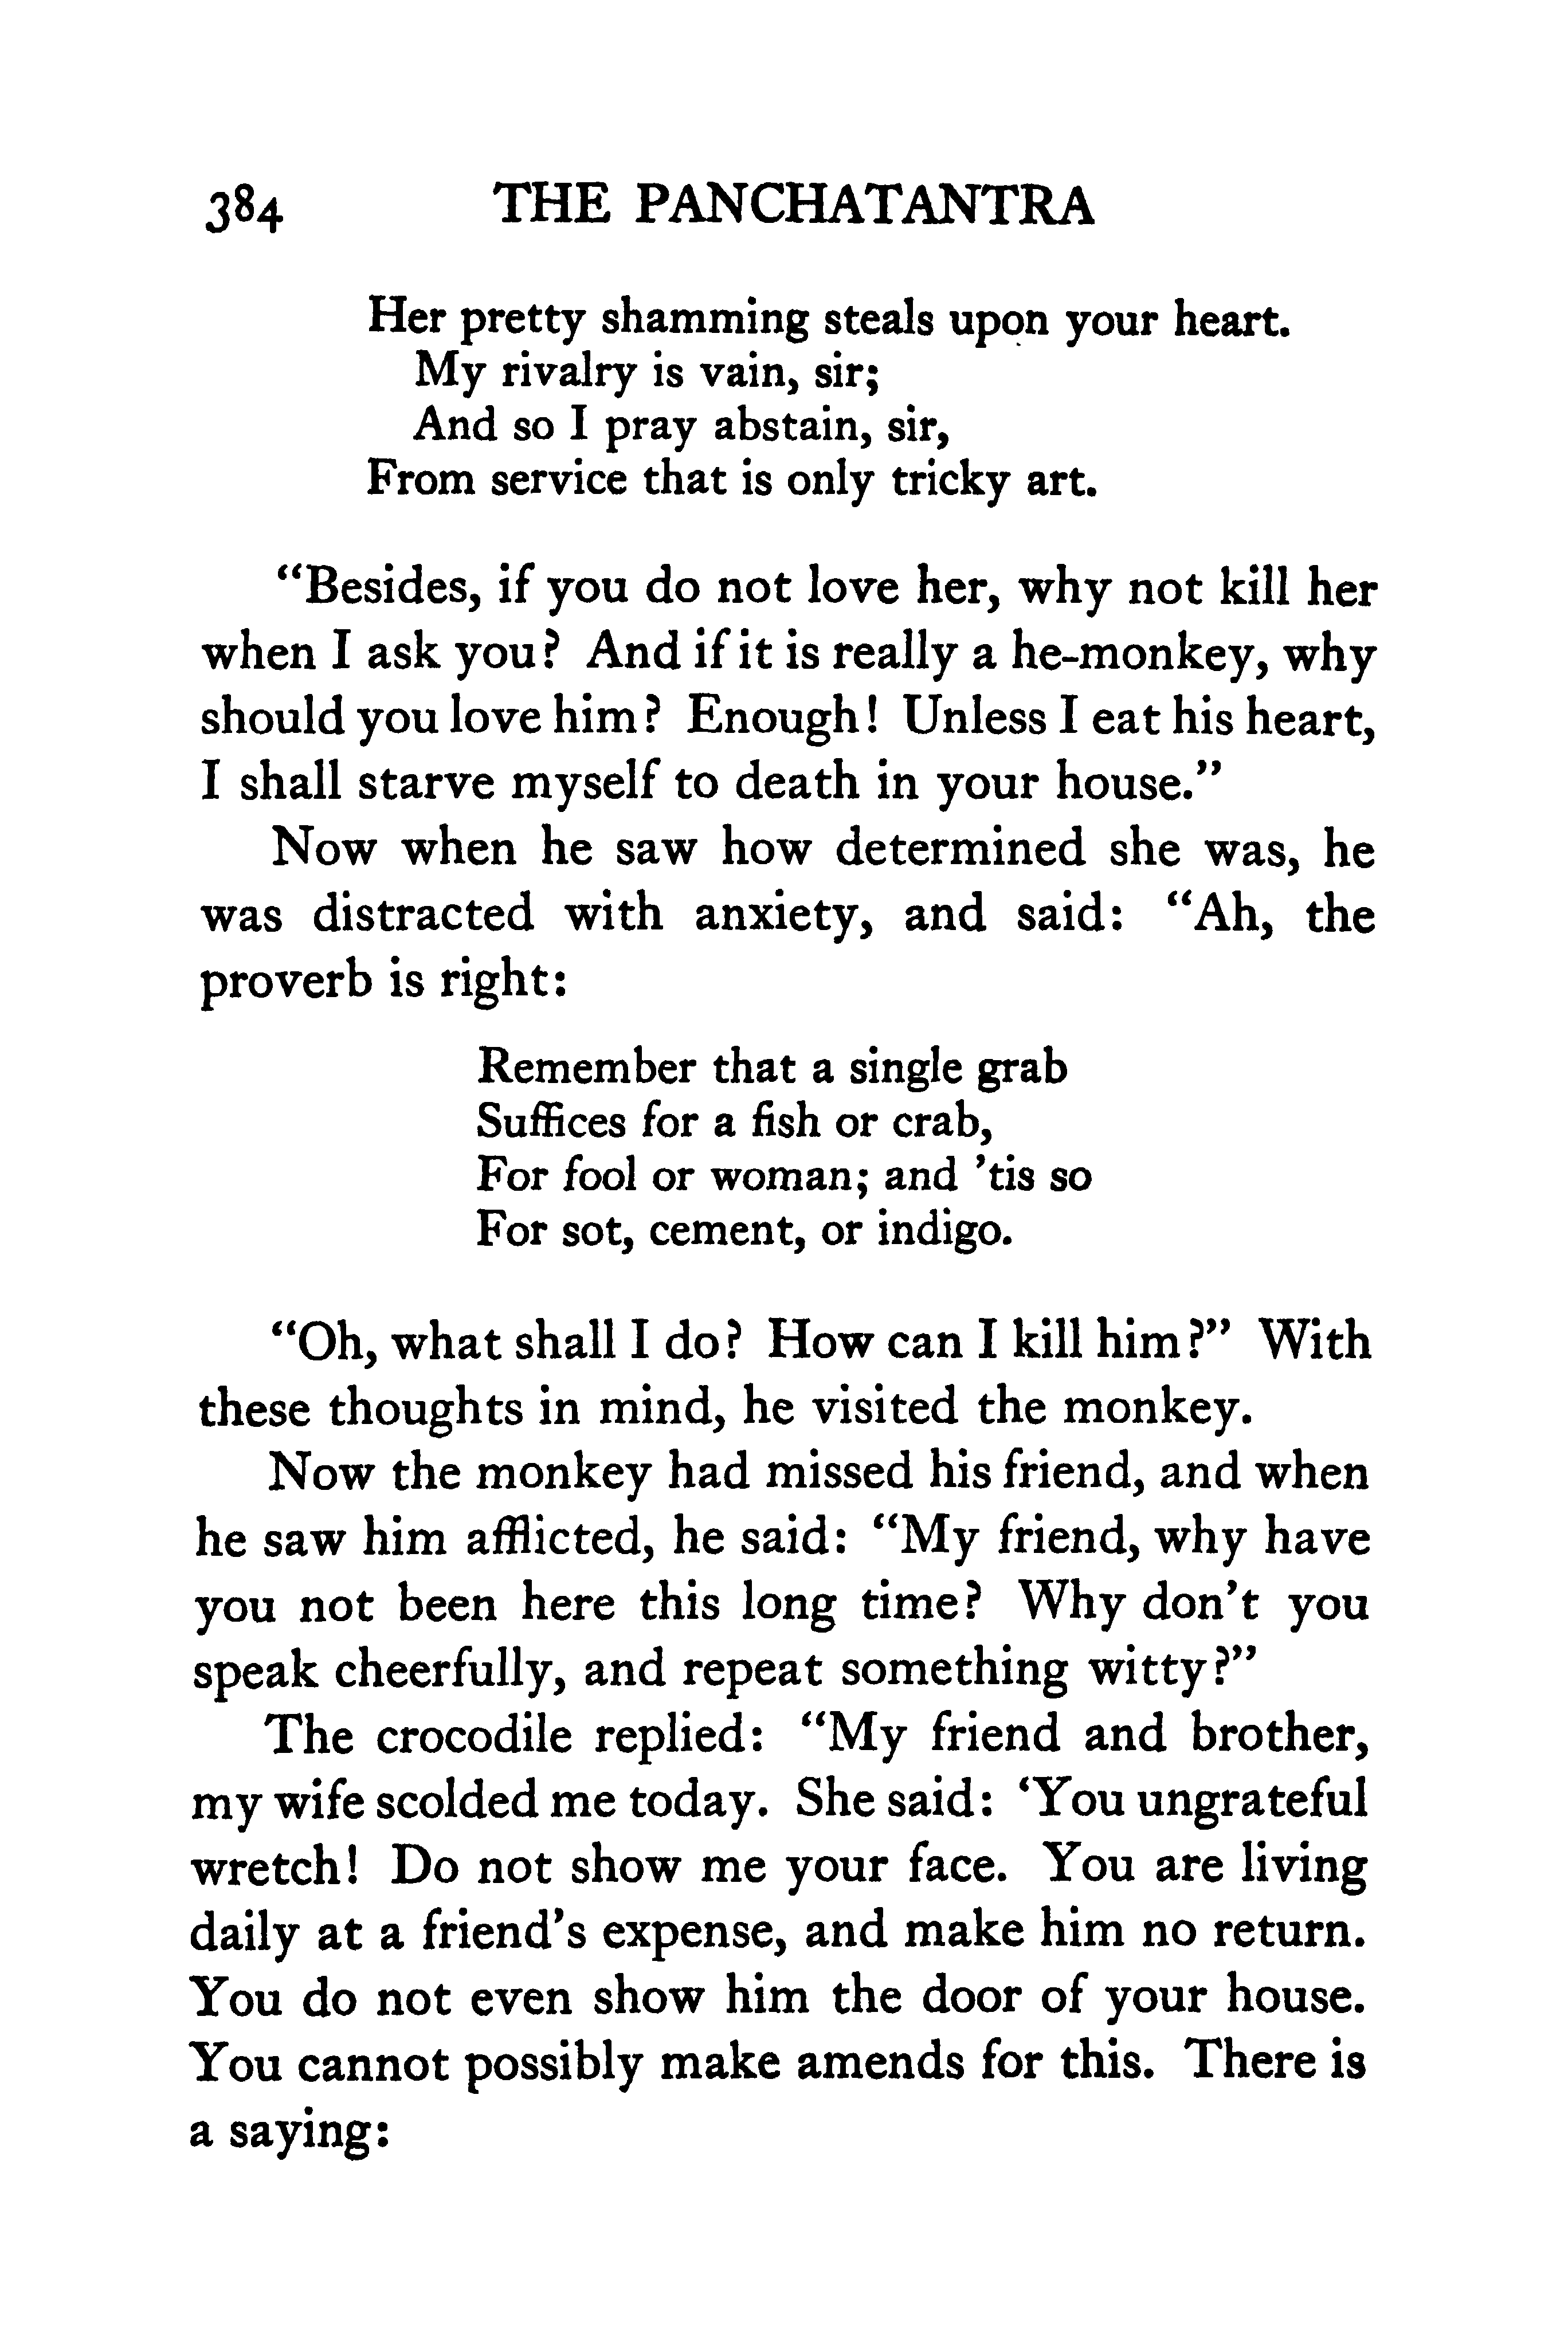 384 THE PANCHATANTRA
Her pretty shamming steals upon your heart.
My rivalry is vain, sir;
And so I pray abstain, sir,
From service that is only tricky art.
“Besides, if you do not love her, why not kill her
when I ask you? And if it is really a he-monkey, why
should you love him? Enough! Unless I eat his heart,
I shall starve myself to death in your house.”
Now when he saw how determined she was, he
was distracted with anxiety, and said: “Ah, the
proverb is right:
Remember that a single grab
Suffices for a fish or crab,
For fool or woman; and ’tis so
For sot, cement, or indigo.
“Oh, what shall I do? How can I kill him?” With
these thoughts in mind, he visited the monkey.
Now the monkey had missed his friend, and when
he saw him afflicted, he said: “My friend, why have
you not been here this long time? Why don’t you
speak cheerfully, and repeat something witty?”
The crocodile replied: “My friend and brother,
my wife scolded me today. She said: ‘You ungrateful
wretch! Do not show me your face. You are living
daily at a friend’s expense, and make him no return.
You do not even show him the door of your house.
You cannot possibly make amends for this. There is
a saying: